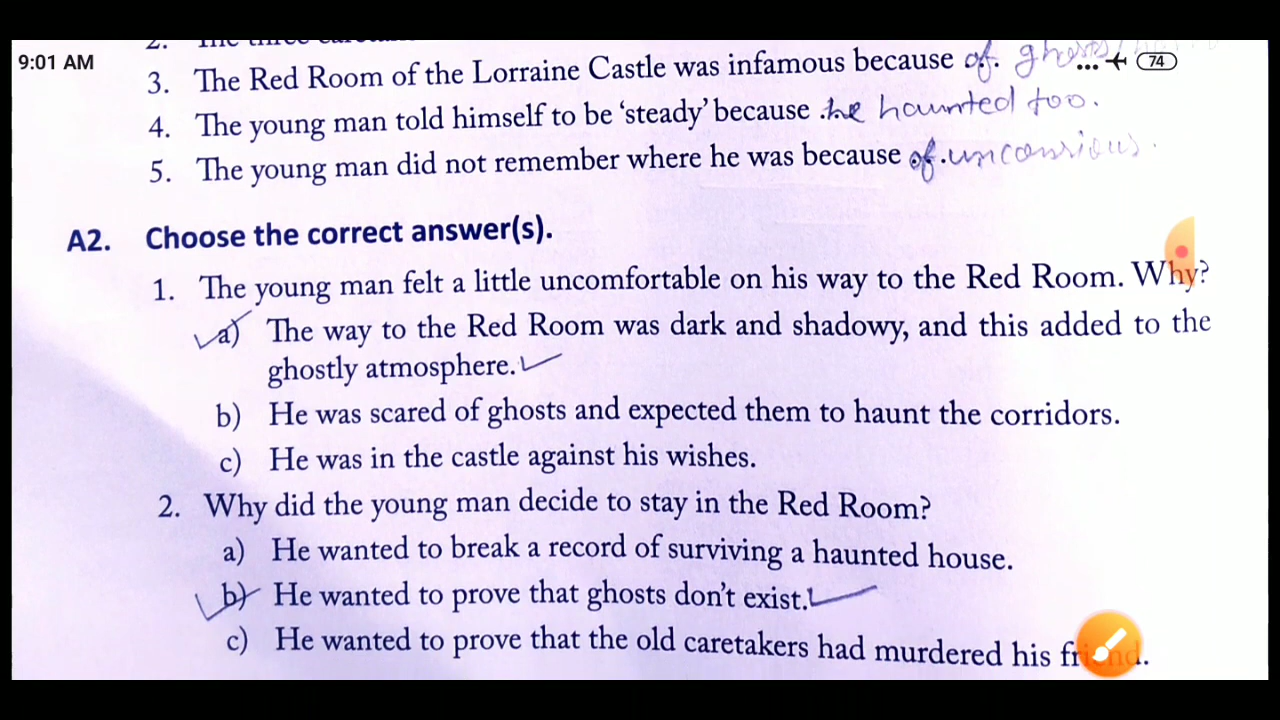 2. The three
9:01 AM
74
3. The Red Room of the Lorraine Castle was infamous because of. ghosts
4. The young man told himself to be ‘steady’ because he haunted too.
5. The young man did not remember where he was because of unconsious.
A2. Choose the correct answer(s).
1. The young man felt a little uncomfortable on his way to the Red Room. Why?
a) The way to the Red Room was dark and shadowy, and this added to the
ghostly atmosphere.
b) He was scared of ghosts and expected them to haunt the corridors.
c) He was in the castle against his wishes.
2. Why did the young man decide to stay in the Red Room?
a) He wanted to break a record of surviving a haunted house.
b) He wanted to prove that ghosts don’t exist.
c) He wanted to prove that the old caretakers had murdered his friend.